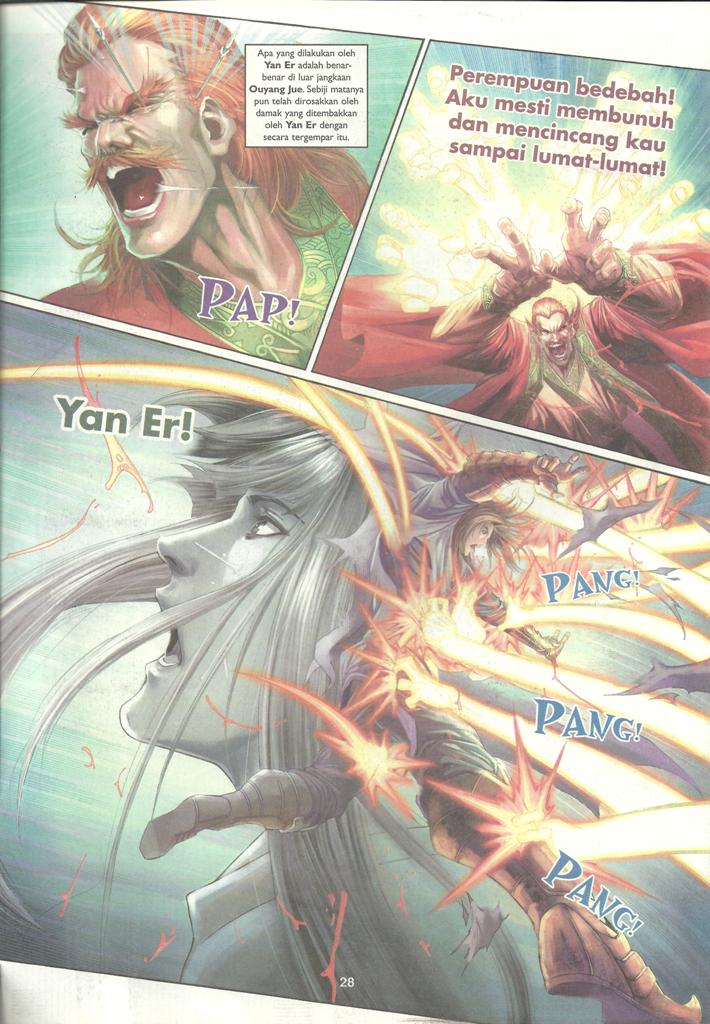 Apa yang dilakukan oleh
Yan Er adalah benar-
benar di luar jangkaan
Ouyang Jue. Sebiji matanya
pun telah dirosakkan oleh
damak yang ditembakkan
oleh Yan Er dengan
secara tergempar itu.
PAP!
Perempuan bedebah!
Aku mesti membunuh
dan mencincang kau
sampai lumat-lumat!
Yan Er!
PANG!
PANG!
PANG!
28